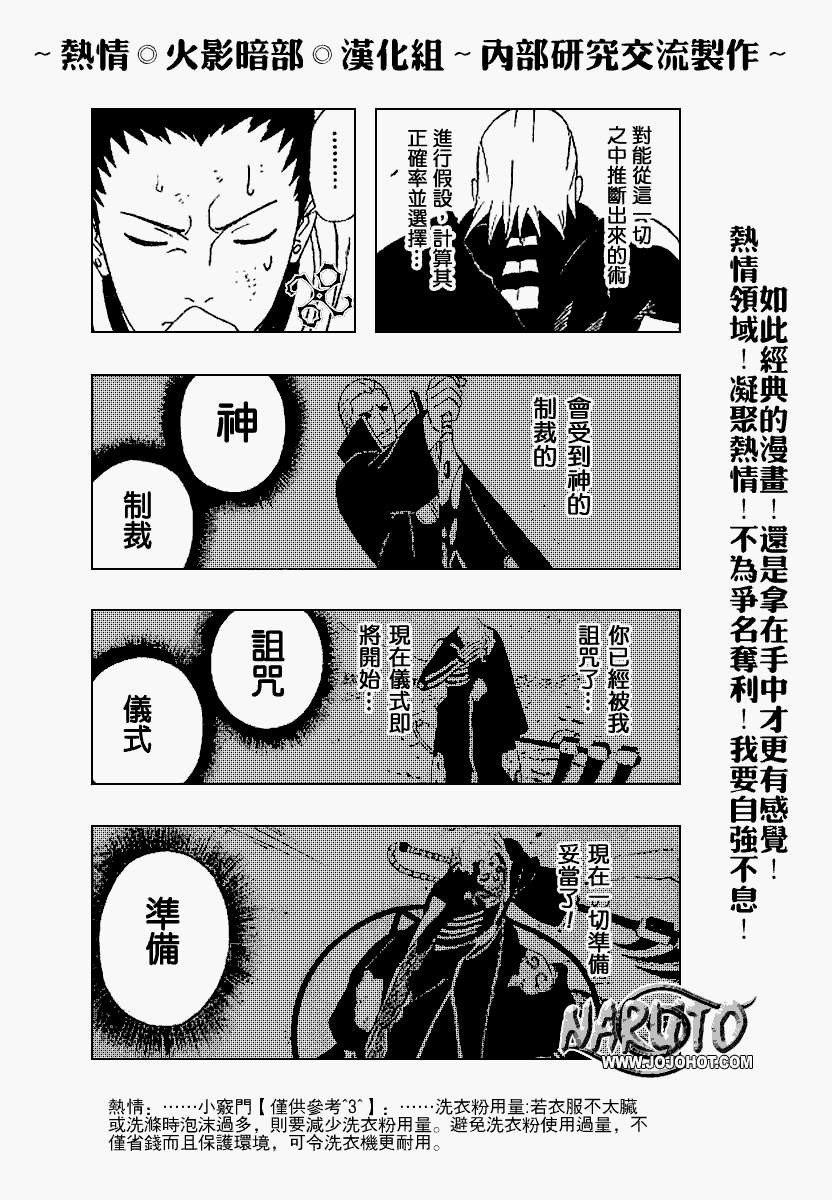 ~熱情◎火影暗部◎漢化組~內部研究交流製作~
對能從這一切
之中推斷出來的術
進行假設,計算其
正確率並選擇…
………
會受到神的
制裁的
神
制裁
你已經被我
詛咒了…
現在儀式即
將開始…
詛咒
儀式
現在一切準備
妥當了!
準備
如此經典的漫畫!還是拿在手中才更有感覺!
熱情領域!凝聚熱情!不為爭名奪利!我要自強不息!
NARUTO
WWW.JOJOHOT.COM
熱情:……小竅門【僅供參考^3^】:……洗衣粉用量:若衣服不太臟
或洗滌時泡沫過多,則要減少洗衣粉用量。避免洗衣粉使用過量,不
僅省錢而且保護環境,可令洗衣機更耐用。